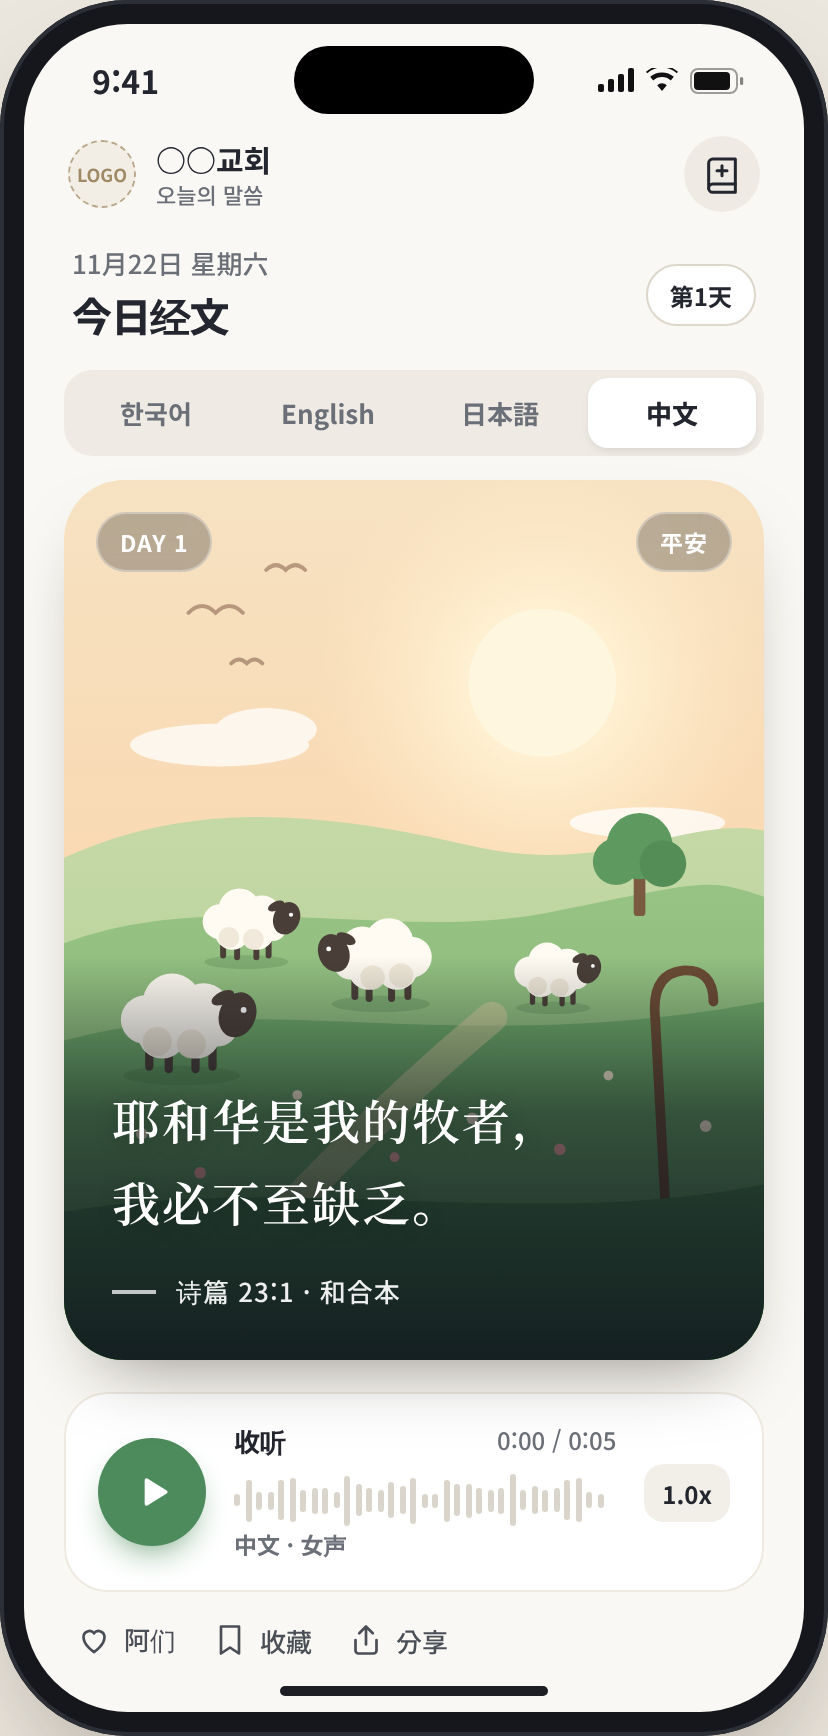 9:41
LOGO
○○교회
오늘의 말씀
11月22日 星期六
今日经文
第1天
한국어 English 日本語 中文
DAY 1
平安
耶和华是我的牧者，
我必不至缺乏。
诗篇 23:1 · 和合本
收听 0:00 / 0:05
1.0x
中文 · 女声
阿们 收藏 分享